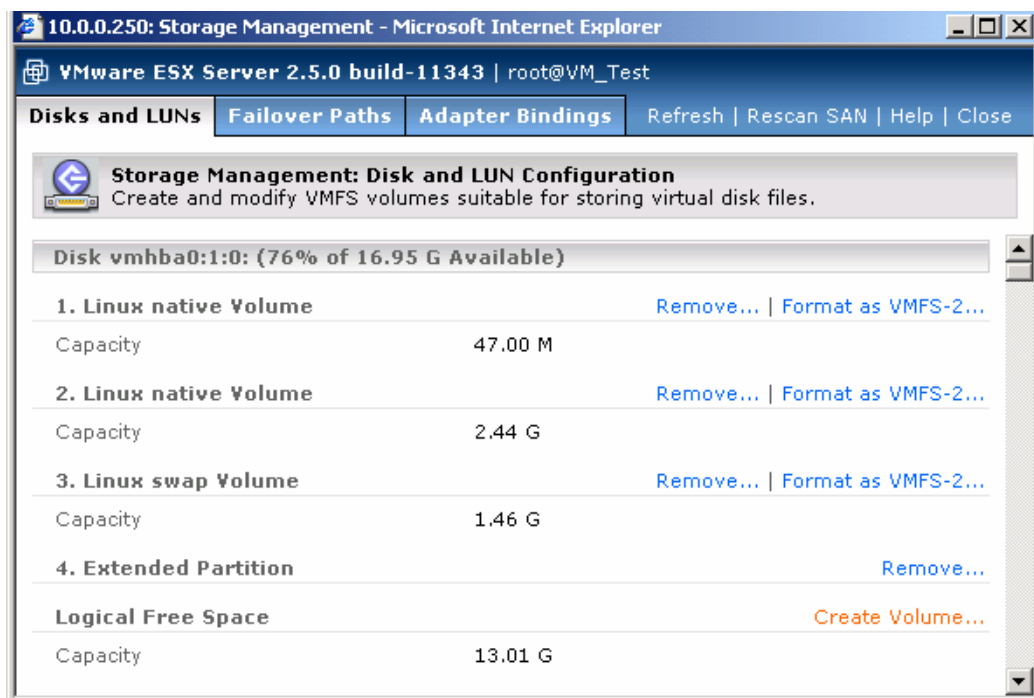 10.0.0.250: Storage Management - Microsoft Internet Explorer
VMware ESX Server 2.5.0 build-11343 | root@VM_Test
Disks and LUNs Failover Paths Adapter Bindings Refresh | Rescan SAN | Help | Close
Storage Management: Disk and LUN Configuration
Create and modify VMFS volumes suitable for storing virtual disk files.
Disk vmhba0:1:0: (76% of 16.95 G Available)
1. Linux native Volume Remove... | Format as VMFS-2...
Capacity 47.00 M
2. Linux native Volume Remove... | Format as VMFS-2...
Capacity 2.44 G
3. Linux swap Volume Remove... | Format as VMFS-2...
Capacity 1.46 G
4. Extended Partition Remove...
Logical Free Space Create Volume...
Capacity 13.01 G